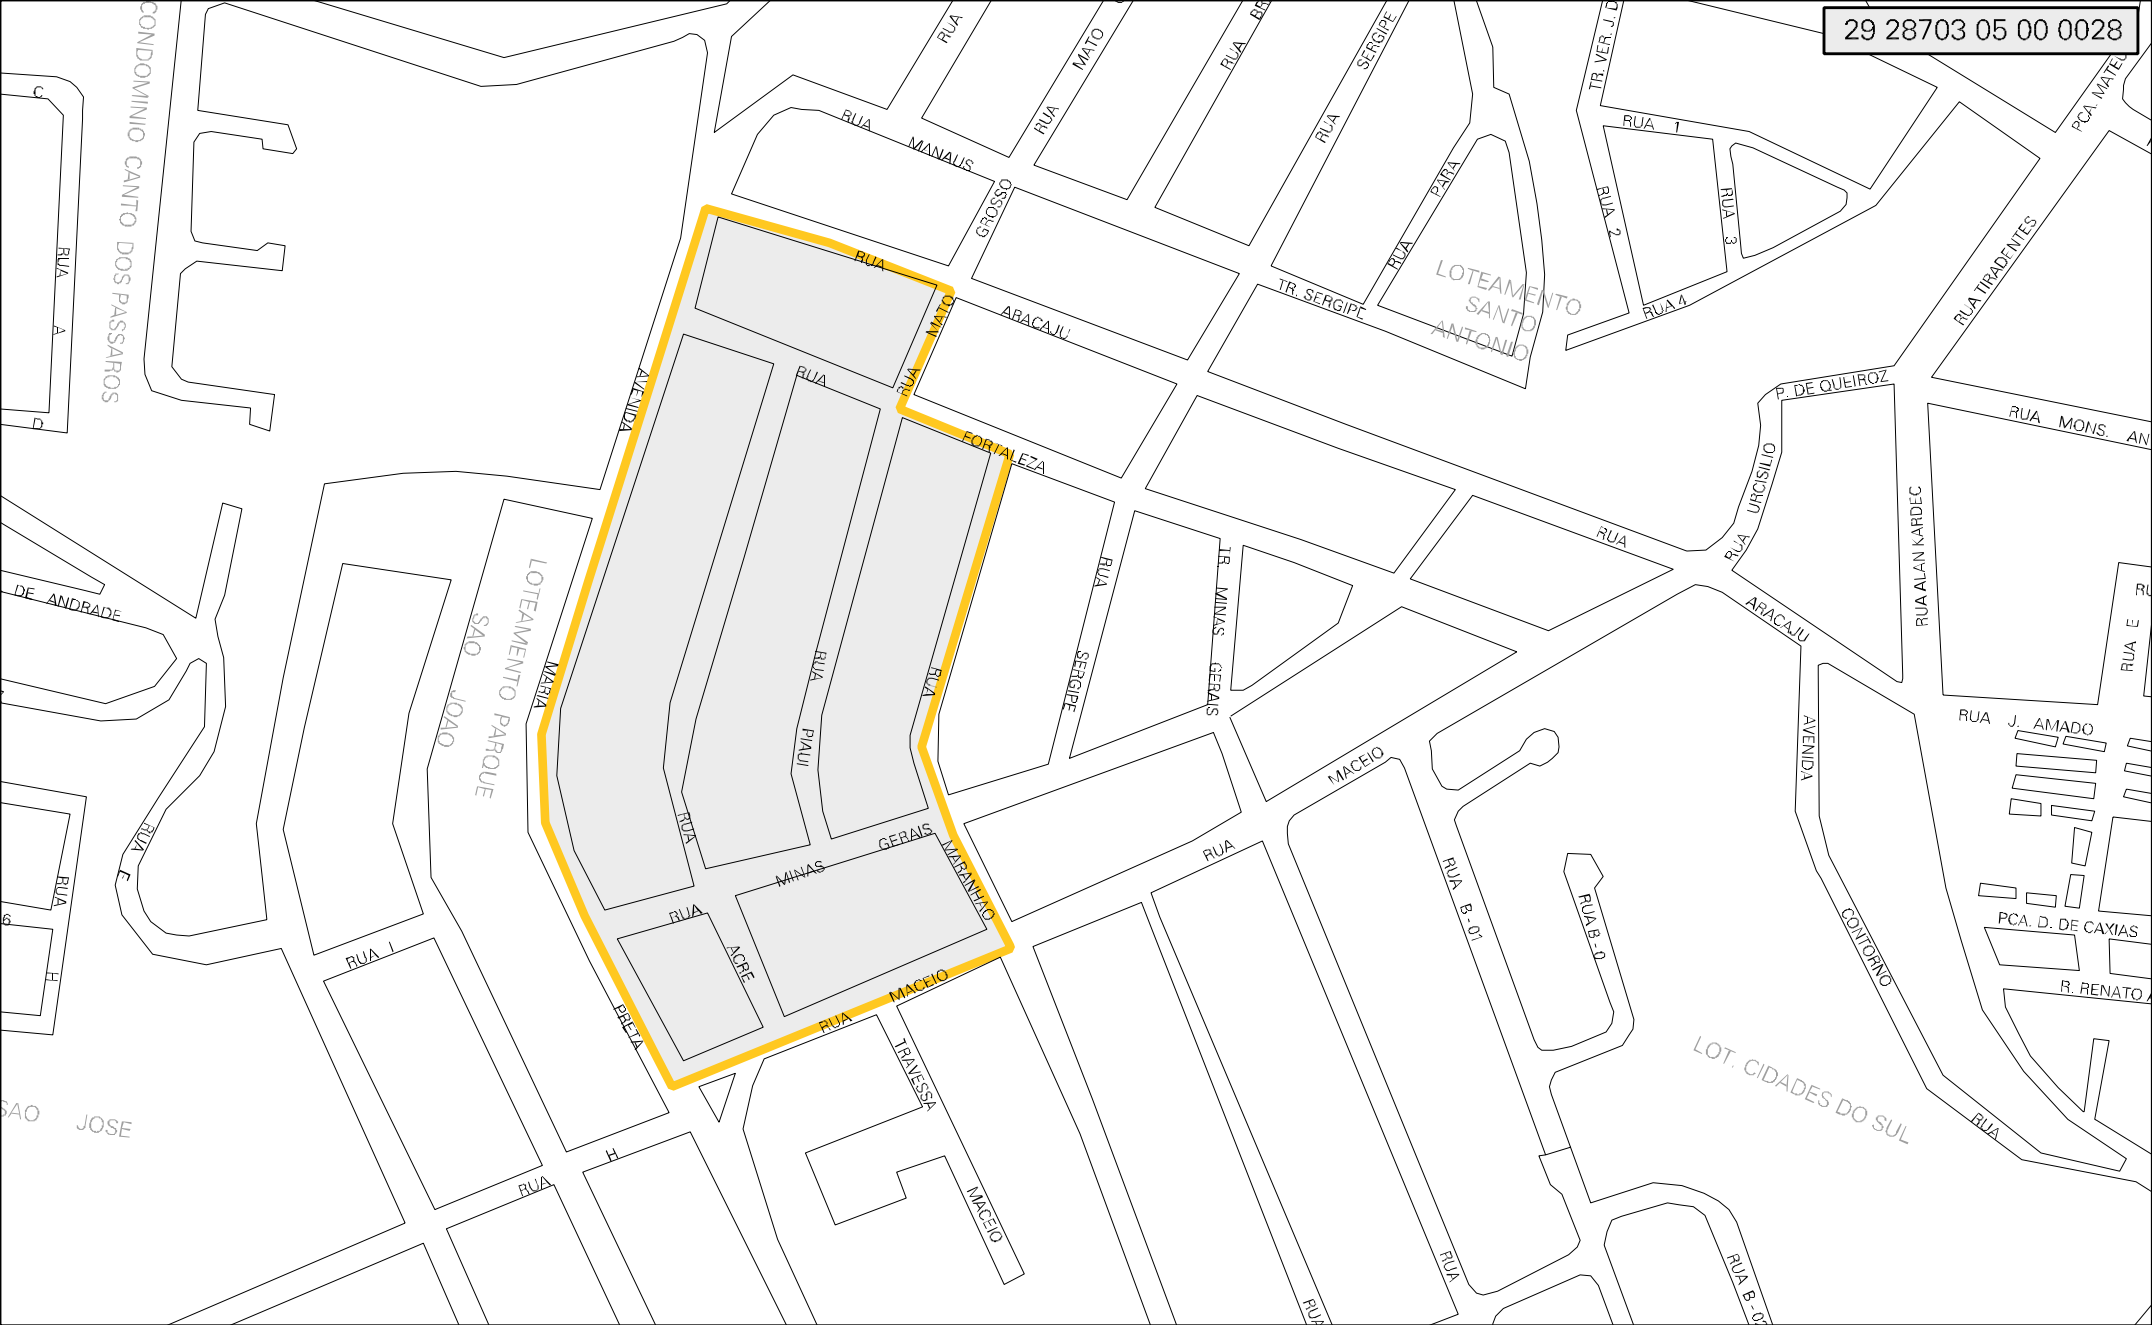 29 28703 05 00 0028
CONDOMINIO CANTO DOS PASSAROS
RUA
MATO
RUA
SERGIPE
TR. VER. J. D
RUA 1
C
RUA
MANAUS
RUA
RUA
PARA
RUA 2
RUA 3
RUA 4
GROSSO
RUA A
D
RUA
MATO
RUA
ARACAJU
TR. SERGIPE
RUA
LOTEAMENTO
SANTO
ANTONIO
RUA TIRADENTES
P. DE QUEIROZ
RUA MONS. AN
AVENIDA
RUA
FORTALEZA
RUA URCISILIO
RUA ALAN KARDEC
RUA
ARACAJU
DE ANDRADE
LOTEAMENTO PARQUE
SAO JOAO
MARIA
RUA
PIAUI
RUA
RUA
SERGIPE
TR. MINAS GERAIS
RUA E
RUA J. AMADO
AVENIDA
MACEIO
RUA
RUA
MINAS
GERAIS
RUA
ACRE
MARANHAO
RUA
MACEIO
RUA E
RUA H
6
RUA I
PRETA
TRAVESSA
MACEIO
RUA H
RUA B - 01
RUA B - 0
CONTORNO
RUA
PCA. D. DE CAXIAS
R. RENATO A
LOT. CIDADES DO SUL
SAO JOSE
RUA
RUA
RUA B - 02
PCA. MATEU